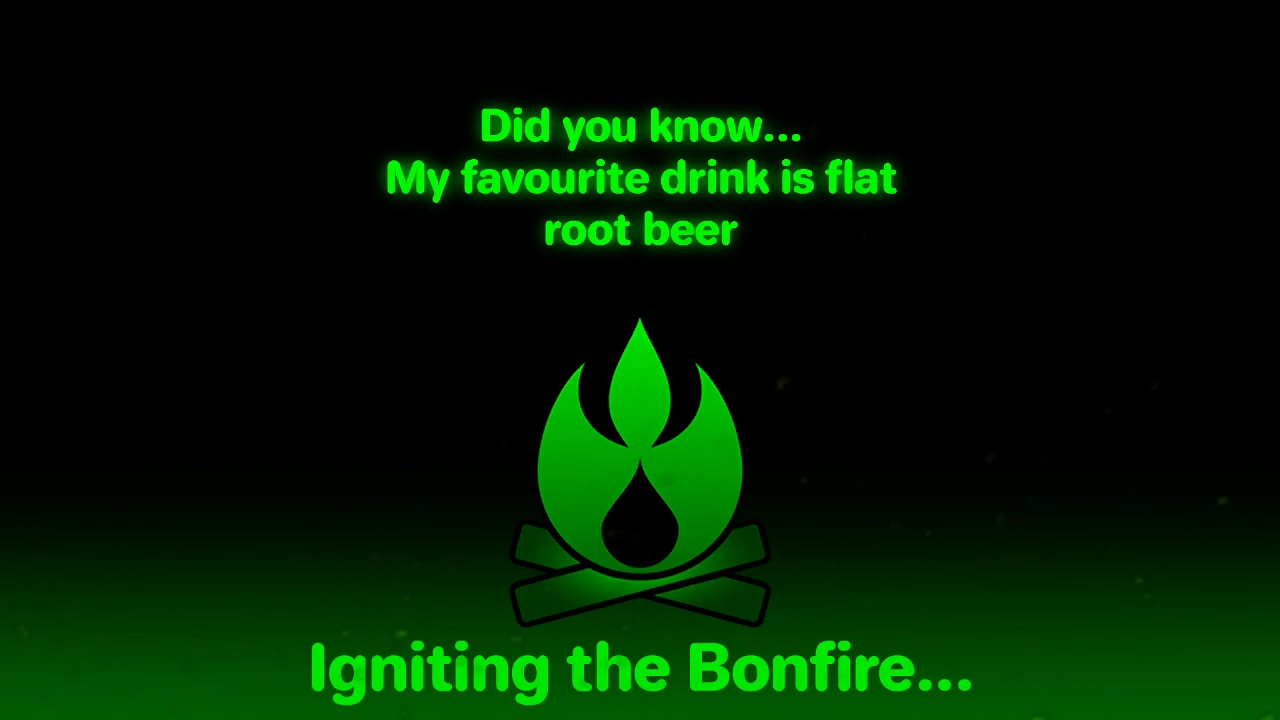 Did you know...
My favourite drink is flat
root beer
Igniting the Bonfire...